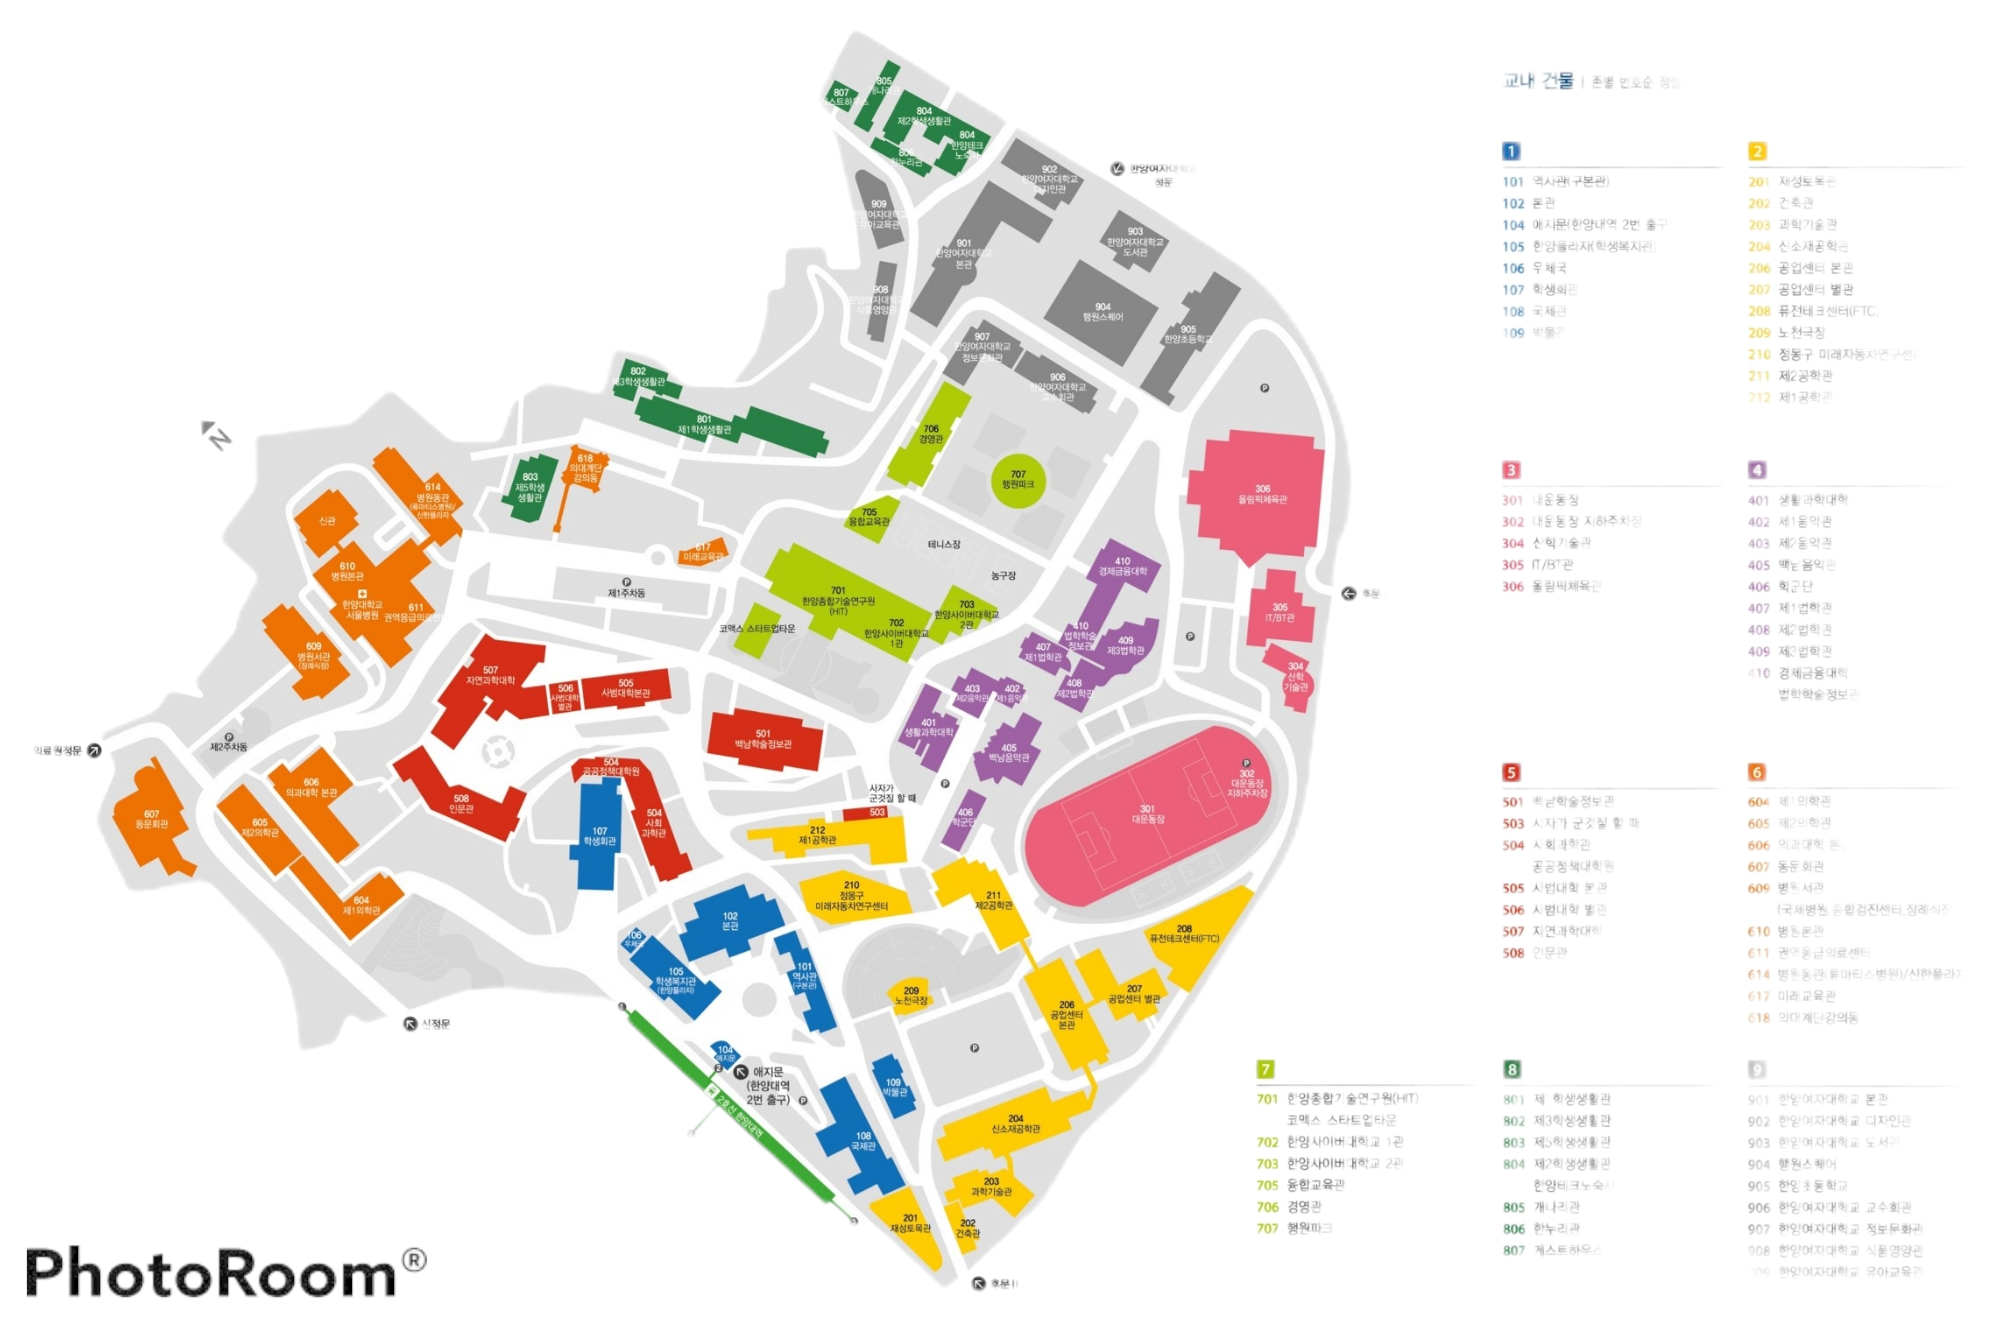 807
805
804
제2학생생활관
804
한양테크
806
한누리관
902
한양여자대학교
디자인관
한양여자대학교
정문
909
한양여자대학교
유아교육관
901
한양여자대학교
본관
903
한양여자대학교
도서관
908
한양여자대학교
식품영양관
904
행원스퀘어
905
한양초등학교
907
한양여자대학교
정보문화관
906
한양여자대학교
교수회관
802
제3학생생활관
801
제1학생생활관
803
제5학생
생활관
N
706
경영관
707
행원파크
705
융합교육관
테니스장
농구장
701
한양종합기술연구원
(HIT)
702
한양사이버대학교
1관
703
한양사이버대학교
2관
코맥스 스타트업타운
618
의대계단
강의동
617
미래교육관
P
제1주차동
614
병원동관
(류마티스병원)/
신한플라자
신관
610
병원본관
한양대학교
서울병원
611
609
병원서관
(장례식장)
의료원정문
P
제2주차동
607
동문회관
606
의과대학 본관
605
제2의학관
604
제1의학관
신정문
507
자연과학대학
506
사범대학
별관
505
사범대학본관
501
백남학술정보관
508
인문관
504
공공정책대학원
504
사회
과학관
사자가
군것질 할 때
503
410
경제금융대학
410
법학학술
정보관
409
제3법학관
407
제1법학관
408
제2법학관
403
제2음악관
402
제1음악관
401
생활과학대학
405
백남음악관
P
406
학군단
P
306
올림픽체육관
P
305
IT/BT관
304
산학
기술관
P
302
대운동장
지하주차장
301
대운동장
107
학생회관
102
본관
106
105
학생복지관
(한양플라자)
101
역사관
(구본관)
104
애지문
애지문
(한양대역
2번 출구)
P
1
2
3
2호선 한양대역
109
박물관
108
국제관
212
제1공학관
210
정몽구
미래자동차연구센터
211
제2공학관
208
퓨전테크센터(FTC)
209
노천극장
206
공업센터
본관
207
공업센터 별관
P
204
신소재공학관
203
과학기술관
202
건축관
201
재성토목관
PhotoRoom®
교내 건물 | 존별 번호순
1
101 역사관(구본관)
102 본관
104 애지문(한양대역 2번 출구
105 한양플라자(학생복지관)
106 우체국
107 학생회관
108 국제관
109 박물관
2
201 재성토목관
202 건축관
203 과학기술관
204 신소재공학관
206 공업센터 본관
207 공업센터 별관
208 퓨전테크센터(FTC)
209 노천극장
210 정몽구 미래자동차연구센터
211 제2공학관
212 제1공학관
3
301 대운동장
302 대운동장 지하주차장
304 산학기술관
305 IT/BT관
306 올림픽체육관
4
401 생활과학대학
402 제1음악관
403 제2음악관
405 백남음악관
406 학군단
407 제1법학관
408 제2법학관
409 제3법학관
410 경제금융대학
법학학술정보관
5
501 백남학술정보관
503 사자가 군것질 할 때
504 사회과학관
공공정책대학원
505 사범대학 본관
506 사범대학 별관
507 자연과학대학
508 인문관
6
604 제1의학관
605 제2의학관
606 의과대학 본
607 동문회관
609 병원서관
(국제병원,종합검진센터,장례식장
610 병원본관
611 권역응급의료센터
614 병원동관(류마티스병원)/신한플라자
617 미래교육관
618 의대계단강의동
7
701 한양종합기술연구원(HIT)
코맥스 스타트업타운
702 한양사이버대학교 1관
703 한양사이버대학교 2관
705 융합교육관
706 경영관
707 행원파크
8
801 제 학생생활관
802 제3학생생활관
803 제5학생생활관
804 제2학생생활관
한양테크노숙사
805 개나리관
806 한누리관
807 게스트하우스
9
901 한양여자대학교 본관
902 한양여자대학교 디자인관
903 한양여자대학교 도서관
904 행원스퀘어
905 한양초등학교
906 한양여자대학교 교수회관
907 한양여자대학교 정보문화관
908 한양여자대학교 식품영양관
909 한양여자대학교 유아교육관